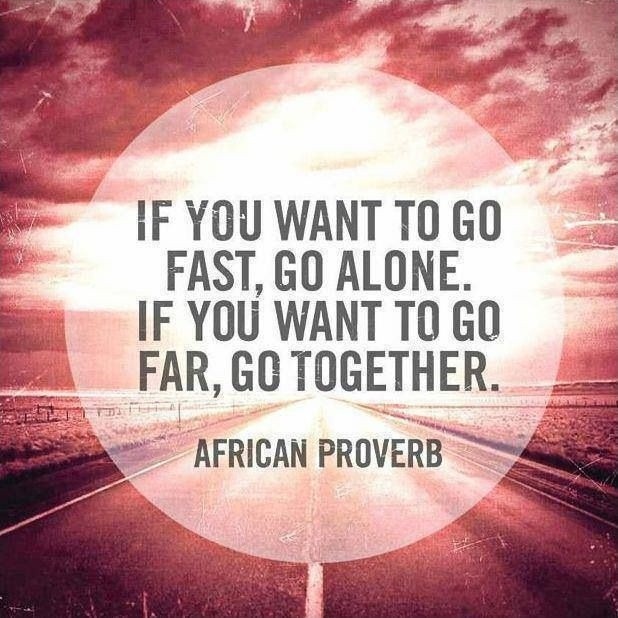 IF YOU WANT TO GO
FAST, GO ALONE.
IF YOU WANT TO GO
FAR, GO TOGETHER.
AFRICAN PROVERB